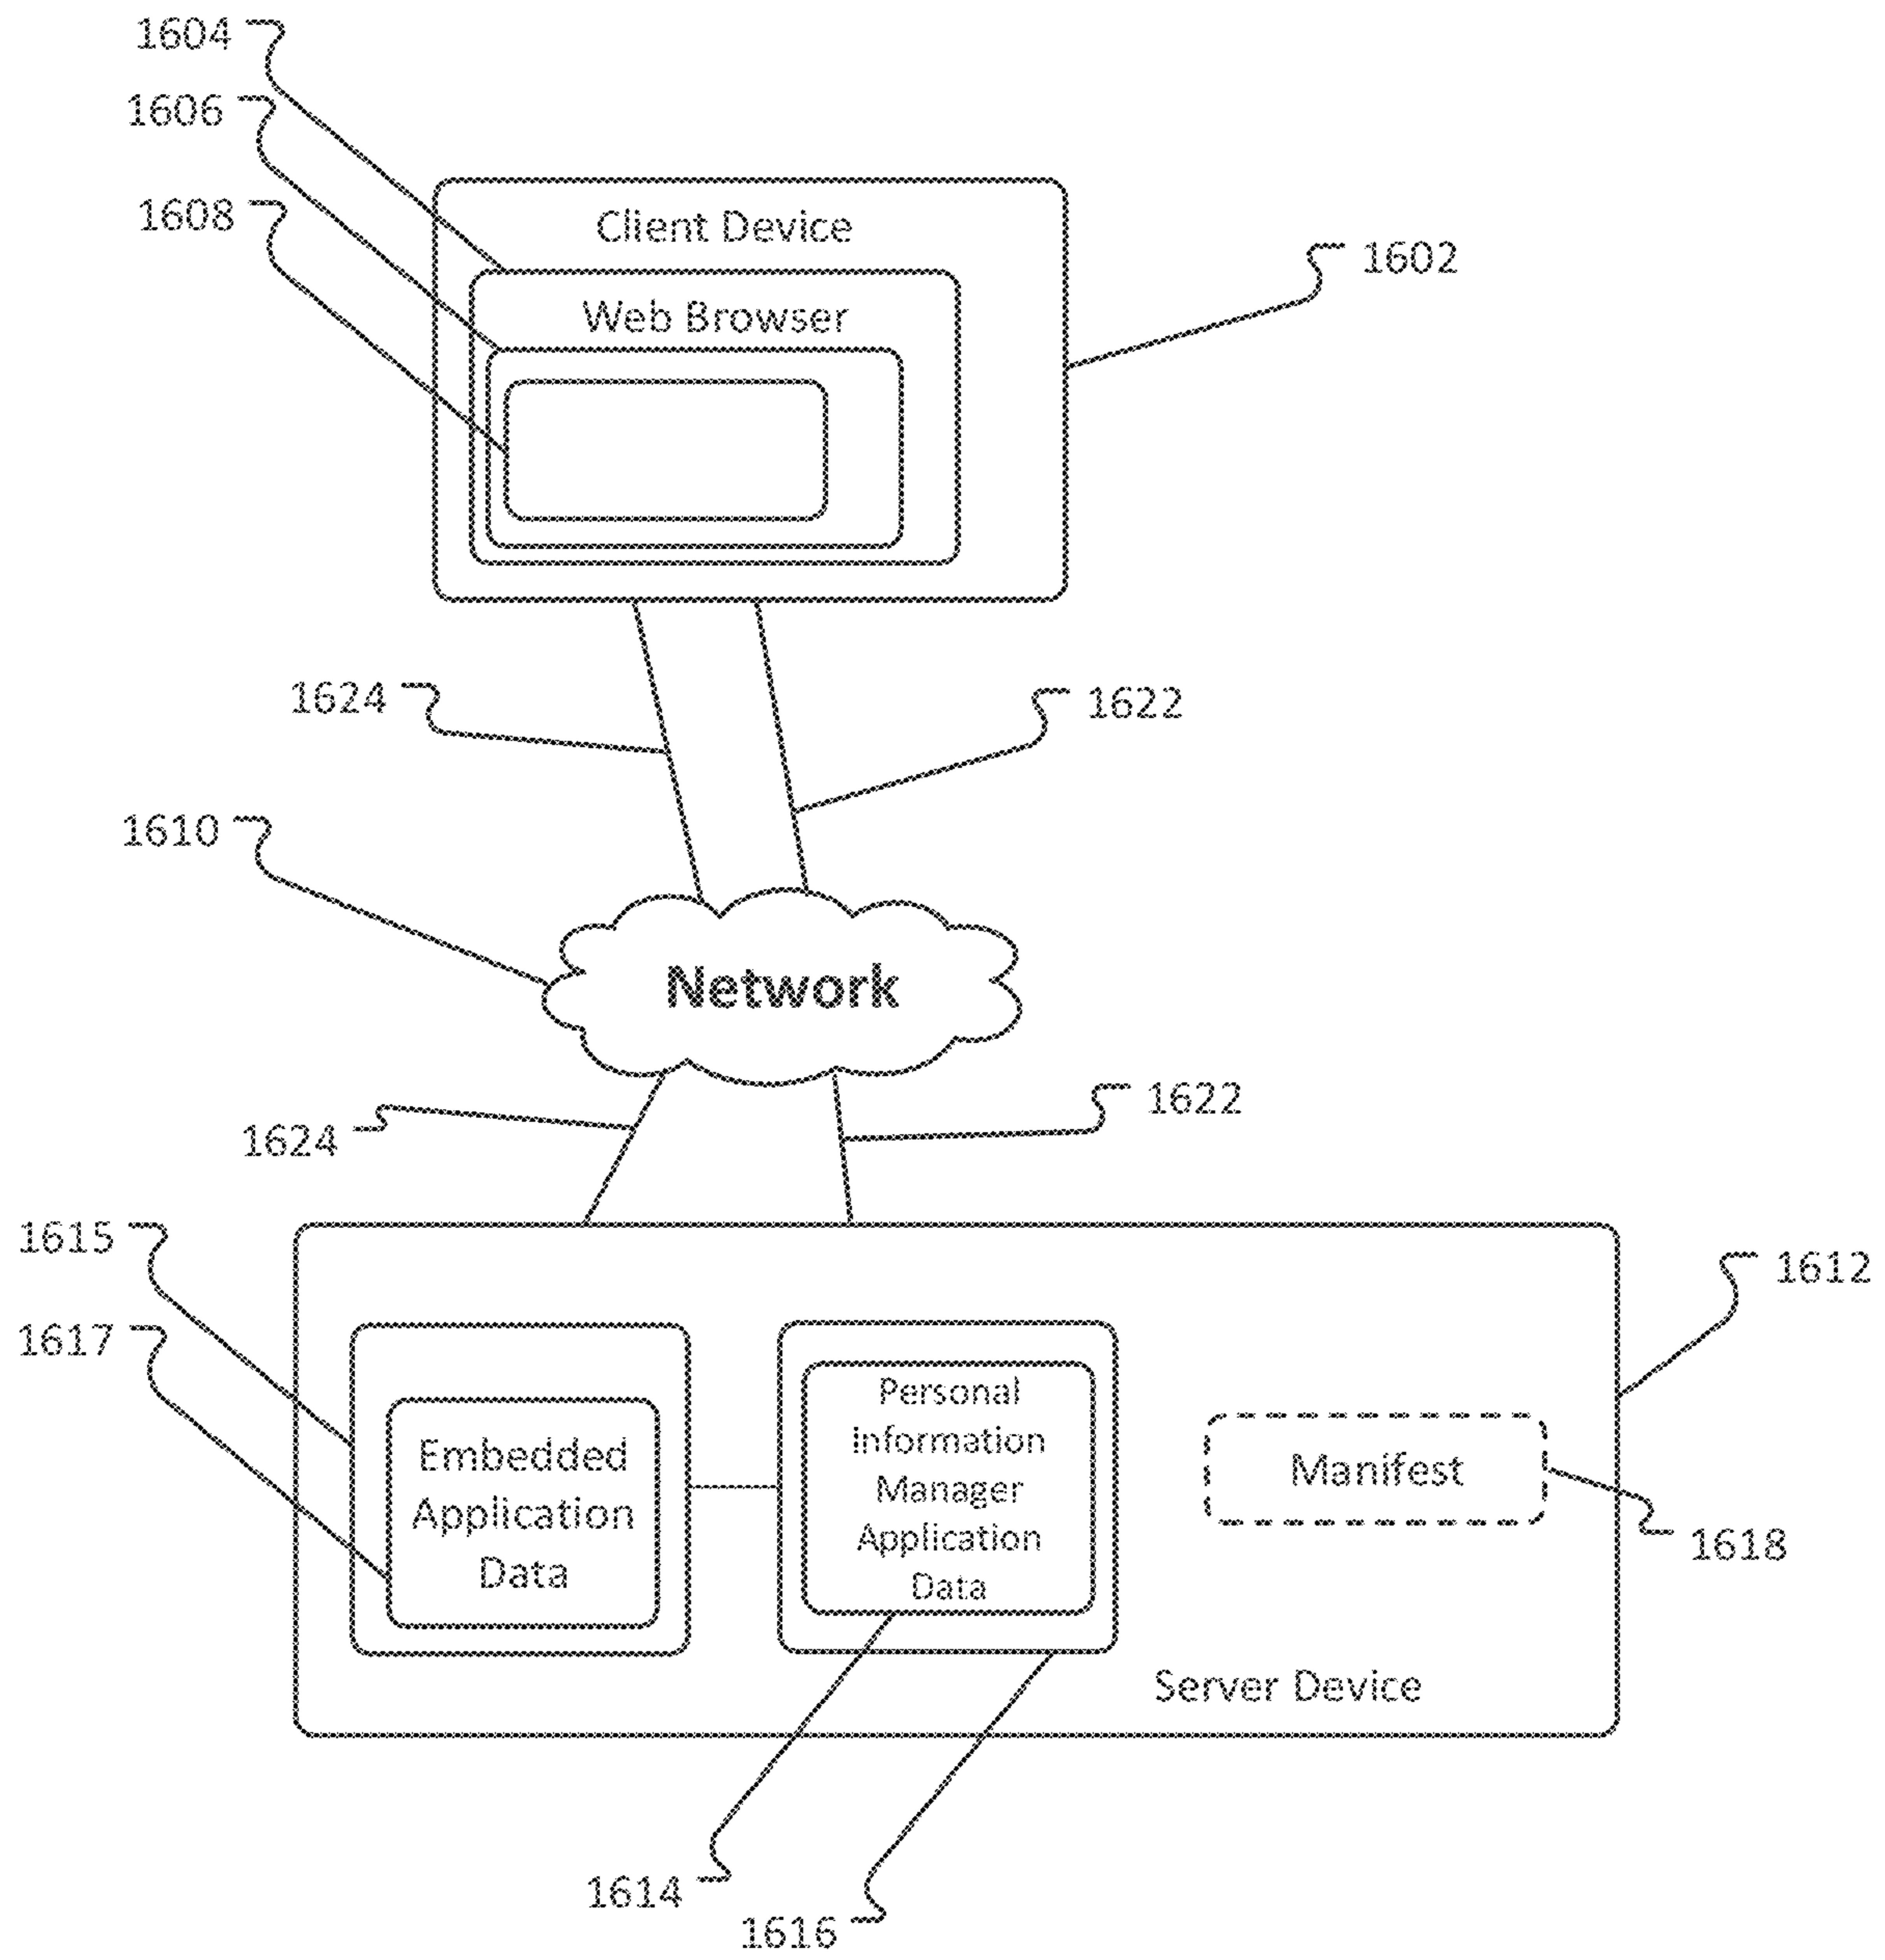 1604
1606
1608
Client Device
1602
Web Browser
1624
1622
1610
Network
1622
1624
1615
1612
1617
Personal
Information
Manager
Application
Data
Embedded
Application
Data
Manifest
1618
Server Device
1614
1616